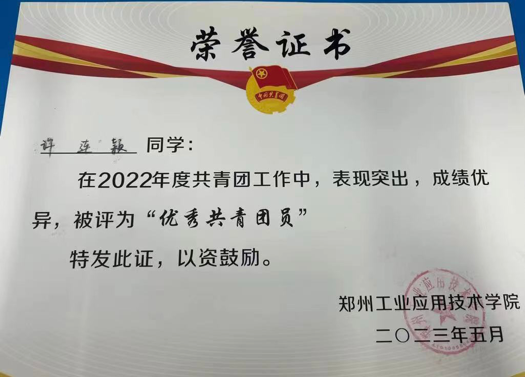 荣誉证书
许连颖 同学：
在2022年度共青团工作中，表现突出，成绩优
异，被评为“优秀共青团员”
特发此证，以资鼓励。
郑州工业应用技术学院
二〇二三年五月